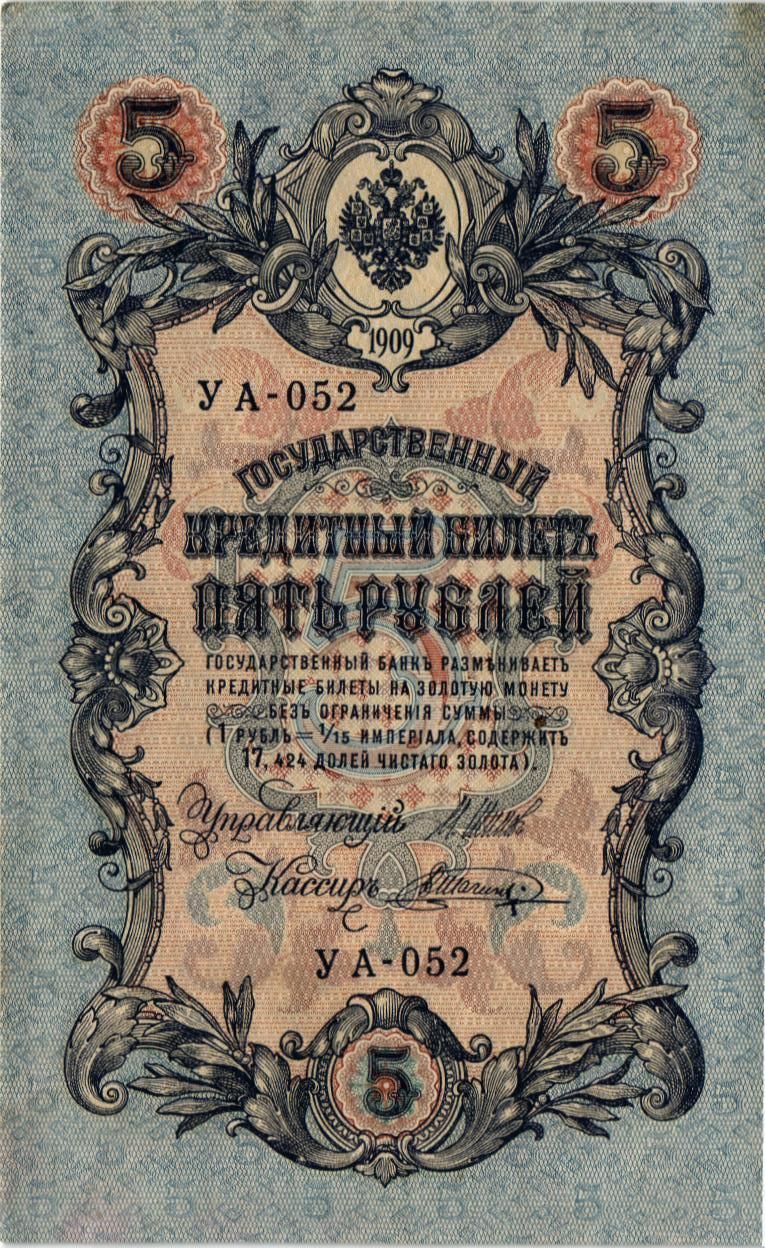 5 5
1909
УА-052
ГОСУДАРСТВЕННЫЙ
КРЕДИТНЫЙ БИЛЕТЪ
ПЯТЬ РУБЛЕЙ
5
ГОСУДАРСТВЕННЫЙ БАНКЪ РАЗМѢНИВАЕТЪ
КРЕДИТНЫЕ БИЛЕТЫ НА ЗОЛОТУЮ МОНЕТУ
БЕЗЪ ОГРАНИЧЕНІЯ СУММЫ
(1 РУБЛЬ = 1/15 ИМПЕРІАЛА, СОДЕРЖИТЪ
17,424 ДОЛЕЙ ЧИСТАГО ЗОЛОТА).
Управляющій
Кассиръ
УА-052
5